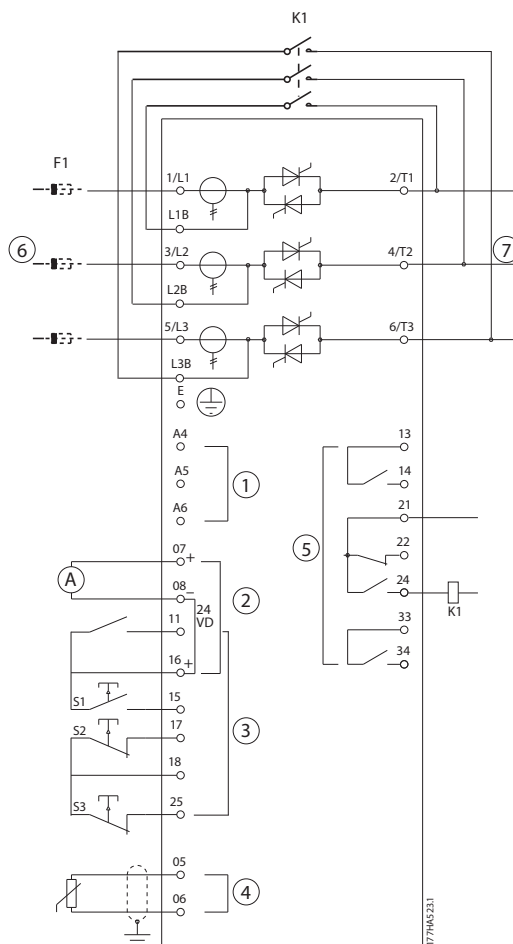 K1
F1
1/L1
2/T1
L1B
6
3/L2
4/T2
7
L2B
5/L3
6/T3
L3B
E
A4
13
A5
1
14
A6
21
07 +
5
22
A
08 –
2
24
24
VD
K1
11
33
16 +
34
S1
15
S2
17
3
18
S3
25
05
4
06
177HA523.1